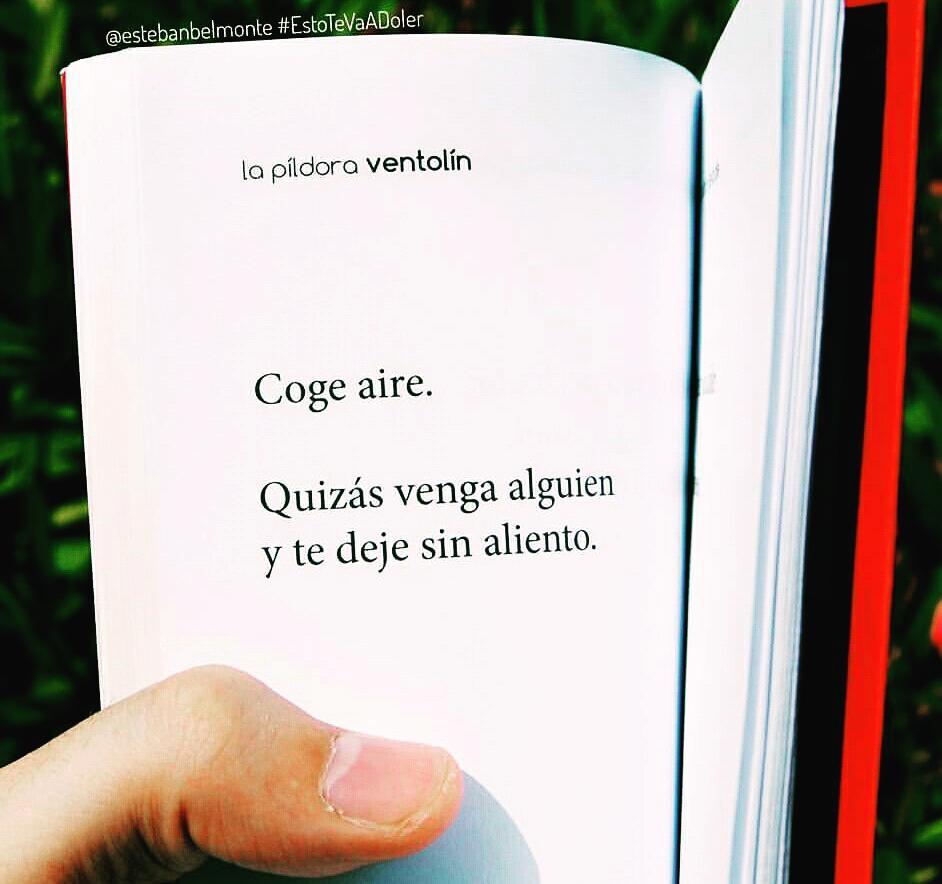 @estebanbelmonte #EstoTeVaADoler
la píldora ventolín
Coge aire.
Quizás venga alguien
y te deje sin aliento.